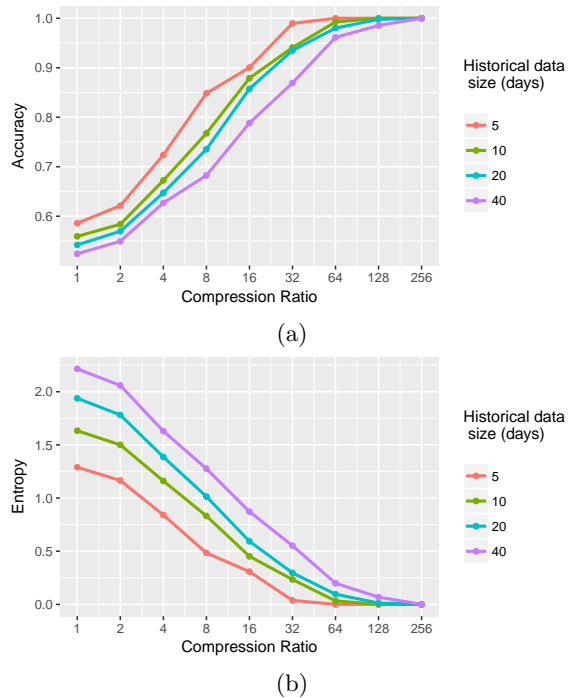 1.0
0.9
0.8
0.7
0.6
Accuracy
1 2 4 8 16 32 64 128 256
Compression Ratio
Historical data
size (days)
5
10
20
40
(a)
2.0
1.5
1.0
0.5
0.0
Entropy
1 2 4 8 16 32 64 128 256
Compression Ratio
Historical data
size (days)
5
10
20
40
(b)